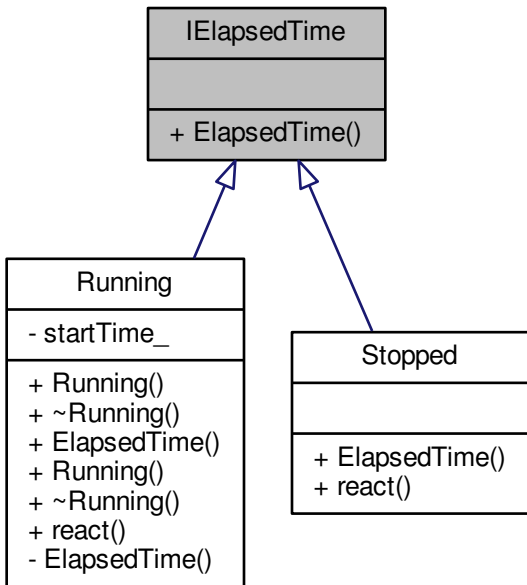 IElapsedTime
+ ElapsedTime()
Running
- startTime_
+ Running()
+ ~Running()
+ ElapsedTime()
+ Running()
+ ~Running()
+ react()
- ElapsedTime()
Stopped
+ ElapsedTime()
+ react()